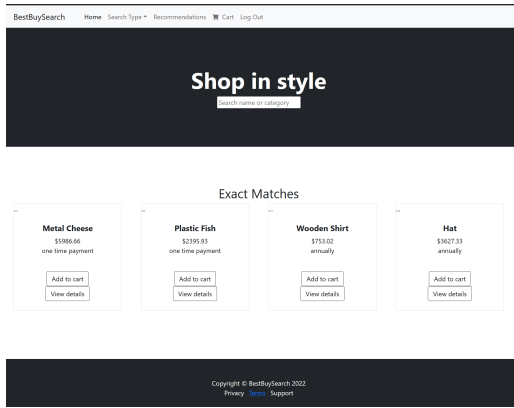 BestBuySearch Home Search Type Recommendations Cart Log Out
Shop in style
Search name or category
Exact Matches
Metal Cheese
$5986.66
one time payment
Add to cart
View details
Plastic Fish
$2395.93
one time payment
Add to cart
View details
Wooden Shirt
$753.02
annually
Add to cart
View details
Hat
$3627.33
annually
Add to cart
View details
Copyright © BestBuySearch 2022
Privacy Terms Support